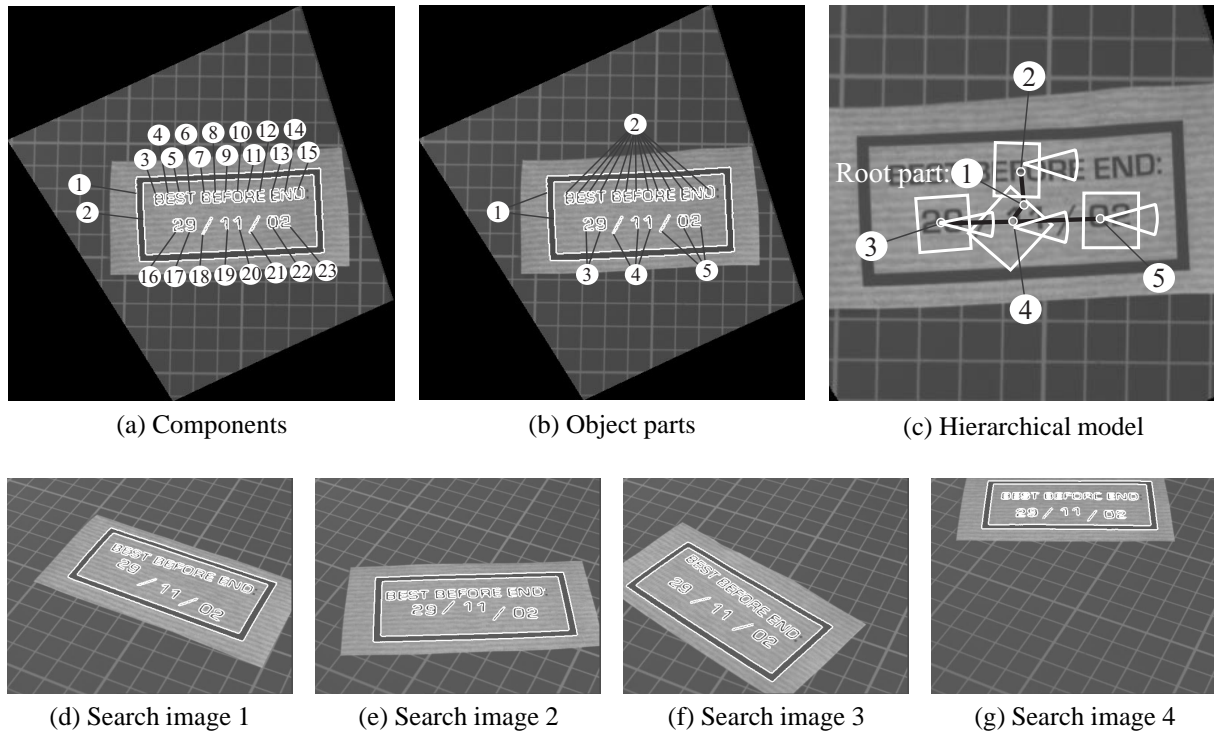 4 6 8 10 12 14
3 5 7 9 11 13 15
1
2
BEST BEFORE END
29 / 11 / 02
16 17 18 19 20 21 22 23
(a) Components
2
1
BEST BEFORE END
29 / 11 / 02
3 4 5
(b) Object parts
2
BEST BEFORE END:
Root part: 1
3
5
4
(c) Hierarchical model
BEST BEFORE END
29 / 11 / 02
(d) Search image 1
BEST BEFORE END
29 / 11 / 02
(e) Search image 2
BEST BEFORE END
29 / 11 / 02
(f) Search image 3
BEST BEFORE END
29 / 11 / 02
(g) Search image 4